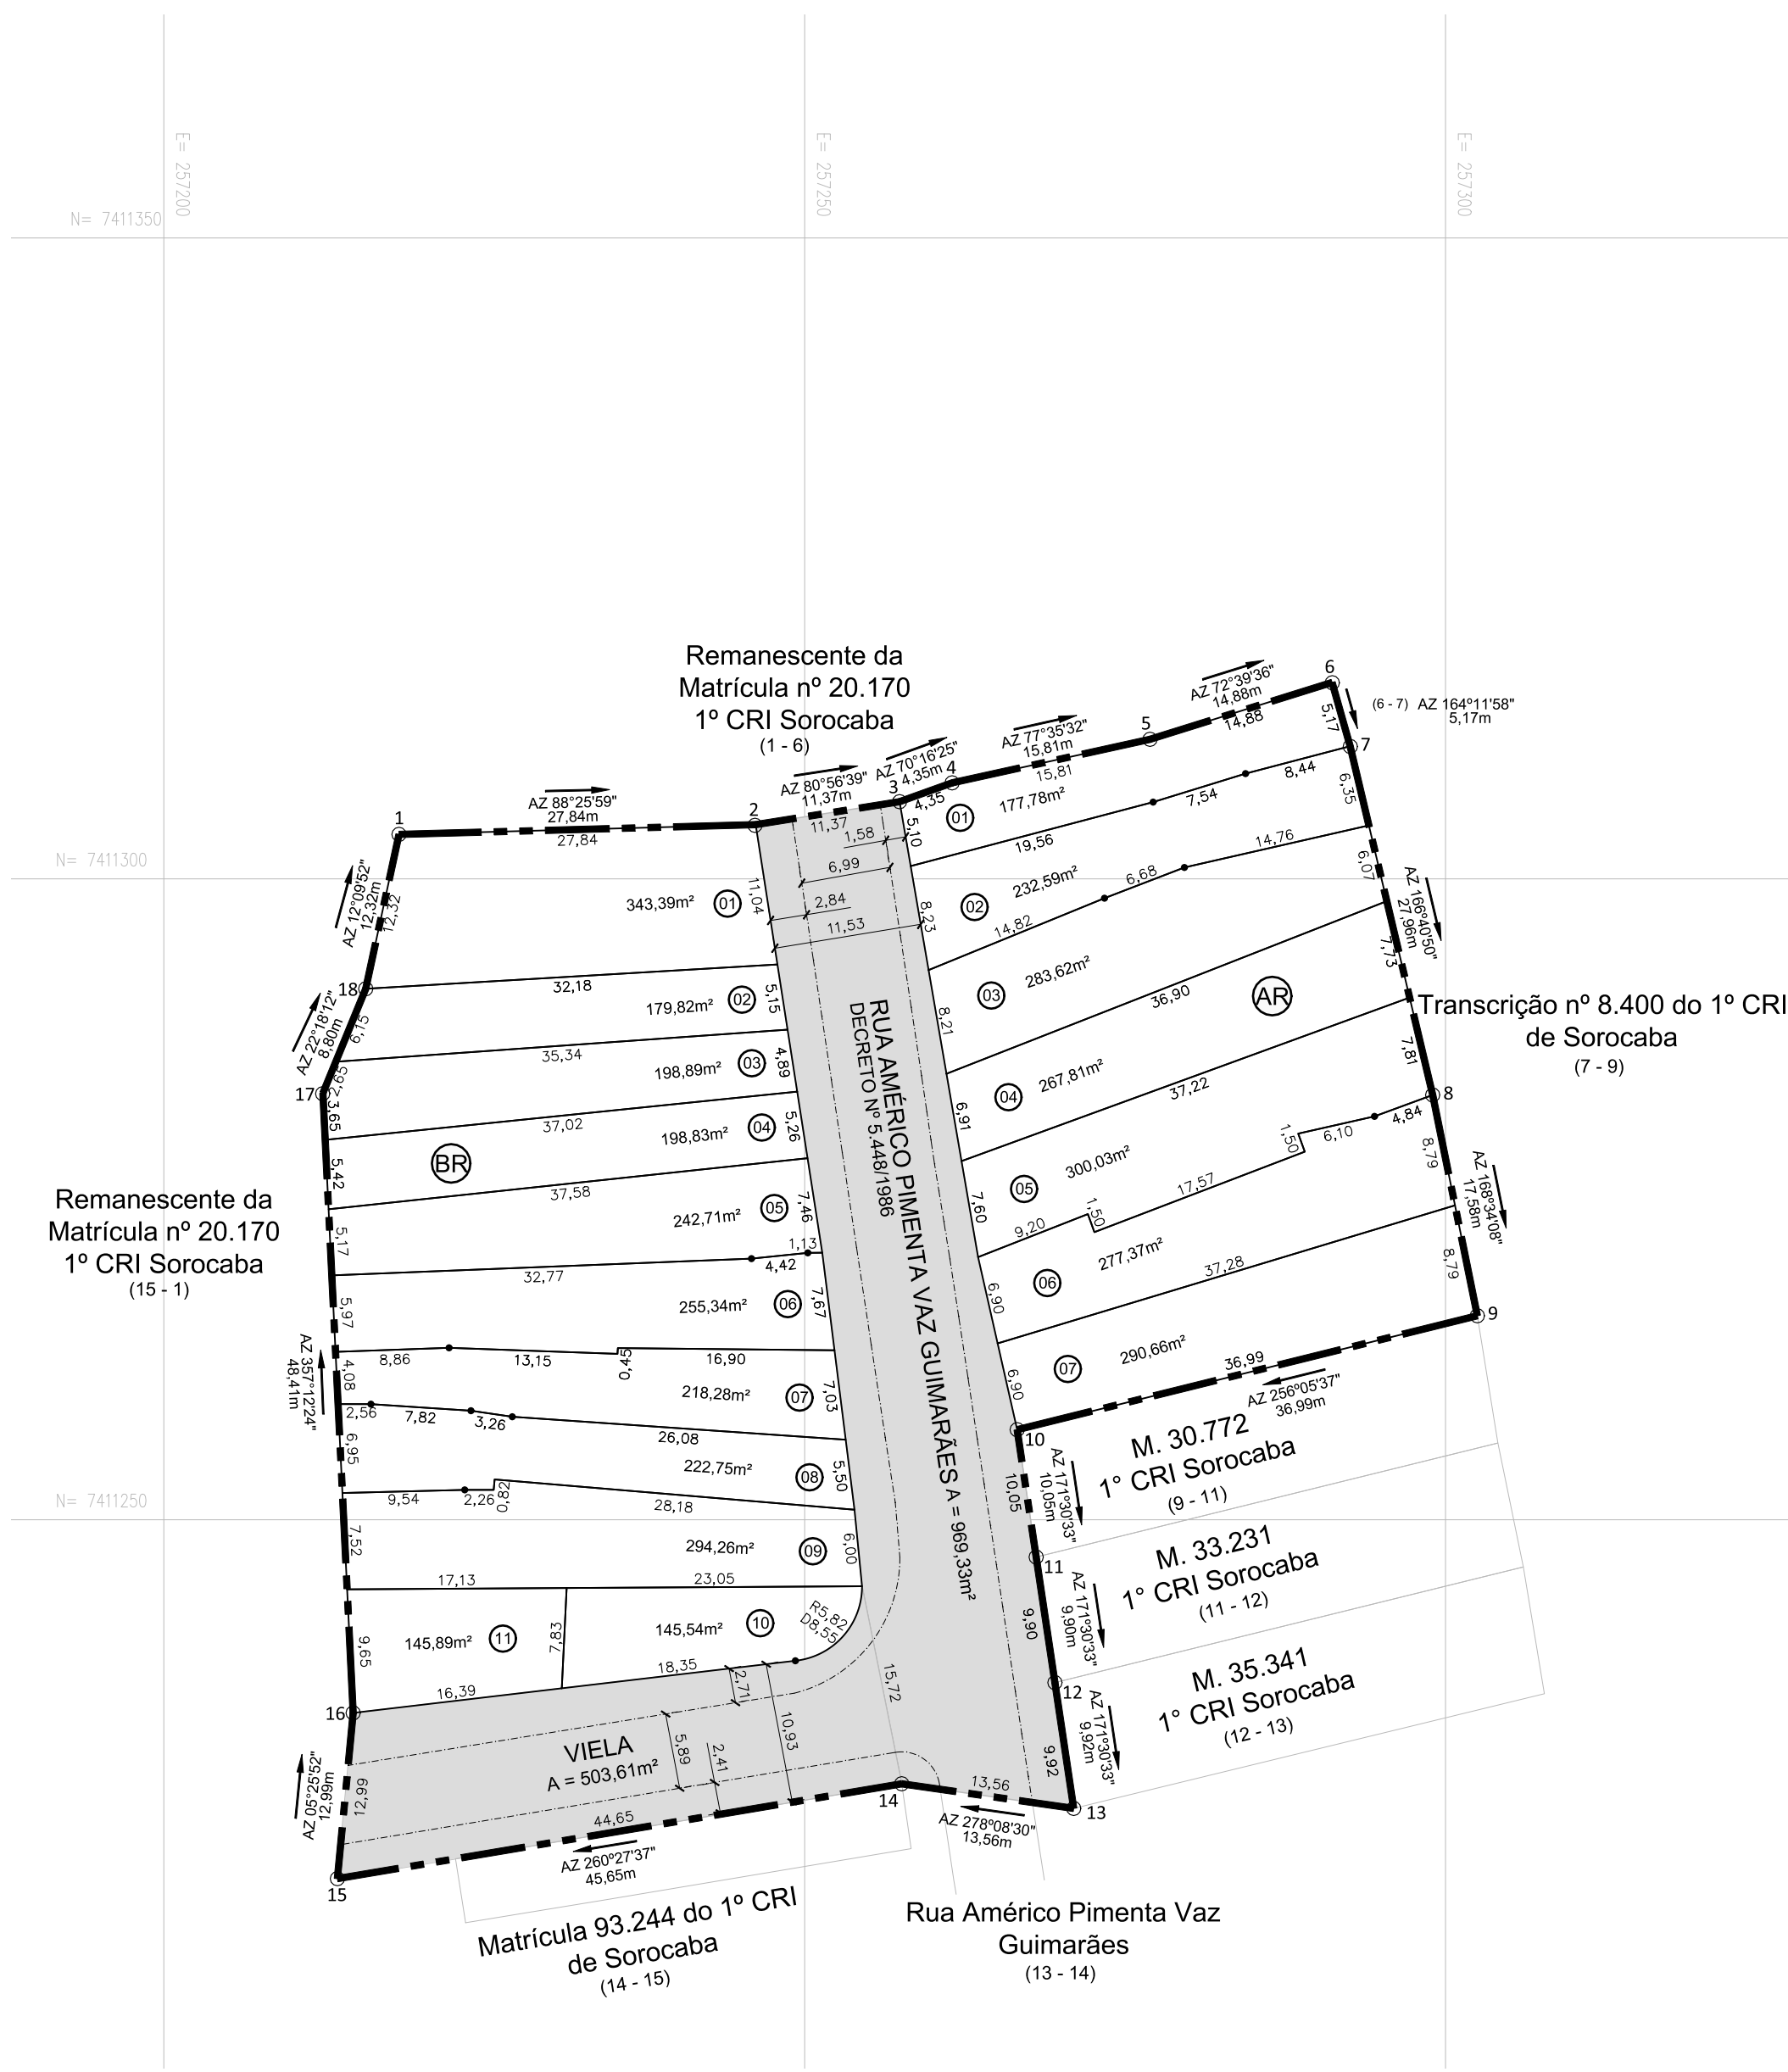 E= 257200
E= 257250
E= 257300
N= 7411350
N= 7411300
N= 7411250
Remanescente da
Matrícula nº 20.170
1º CRI Sorocaba
(1 - 6)
1
AZ 88°25'59"
27,84m
27,84
2
AZ 80°56'39"
11,37m
11,37
3
AZ 70°16'25"
4,35m
4,35
4
AZ 77°35'32"
15,81m
15,81
5
AZ 72°39'36"
14,88m
14,88
6
(6 - 7) AZ 164°11'58"
5,17m
5,17
7
6,35
6,07
AZ 166°40'50"
27,96m
7,73
7,81
8
8,79
AZ 168°34'08"
17,58m
8,79
9
Transcrição nº 8.400 do 1º CRI
de Sorocaba
(7 - 9)
1,58
6,99
2,84
11,53
5,10
8,23
8,21
6,91
7,60
6,90
6,90
01
177,78m²
19,56
7,54
8,44
02
232,59m²
14,82
6,68
14,76
03
283,62m²
36,90
AR
04
267,81m²
37,22
05
300,03m²
9,20
1,50
17,57
1,50
6,10
4,84
06
277,37m²
37,28
07
290,66m²
36,99
AZ 256º05'37"
36,99m
10
AZ 171°30'33"
10,05m
10,05
11
AZ 171°30'33"
9,90m
9,90
12
AZ 171°30'33"
9,92m
9,92
13
M. 30.772
1° CRI Sorocaba
(9 - 11)
M. 33.231
1° CRI Sorocaba
(11 - 12)
M. 35.341
1° CRI Sorocaba
(12 - 13)
RUA AMÉRICO PIMENTA VAZ GUIMARÃES A = 969,33m²
DECRETO Nº 5.448/1986
343,39m²
01
11,04
AZ 12°09'52"
12,32m
12,32
18
32,18
179,82m²
02
5,15
AZ 22°18'12"
8,80m
6,15
35,34
198,89m²
03
4,89
2,65
17
3,65
37,02
198,83m²
04
5,26
BR
5,42
37,58
242,71m²
05
7,46
5,17
32,77
4,42
1,13
255,34m²
06
7,67
5,97
8,86
13,15
0,45
16,90
218,28m²
07
7,03
4,08
2,56
7,82
3,26
26,08
222,75m²
08
5,50
6,95
9,54
2,26
0,82
28,18
294,26m²
09
6,00
7,52
17,13
23,05
145,89m²
11
7,83
145,54m²
10
R5,82
D8,55
9,65
16,39
18,35
Remanescente da
Matrícula nº 20.170
1º CRI Sorocaba
(15 - 1)
AZ 357°12'24"
48,41m
16
2,71
10,93
5,89
2,41
15,72
VIELA
A = 503,61m²
AZ 05°25'52"
12,99m
12,99
15
44,65
AZ 260º27'37"
45,65m
14
13,56
AZ 278º08'30"
13,56m
Matrícula 93.244 do 1º CRI
de Sorocaba
(14 - 15)
Rua Américo Pimenta Vaz
Guimarães
(13 - 14)